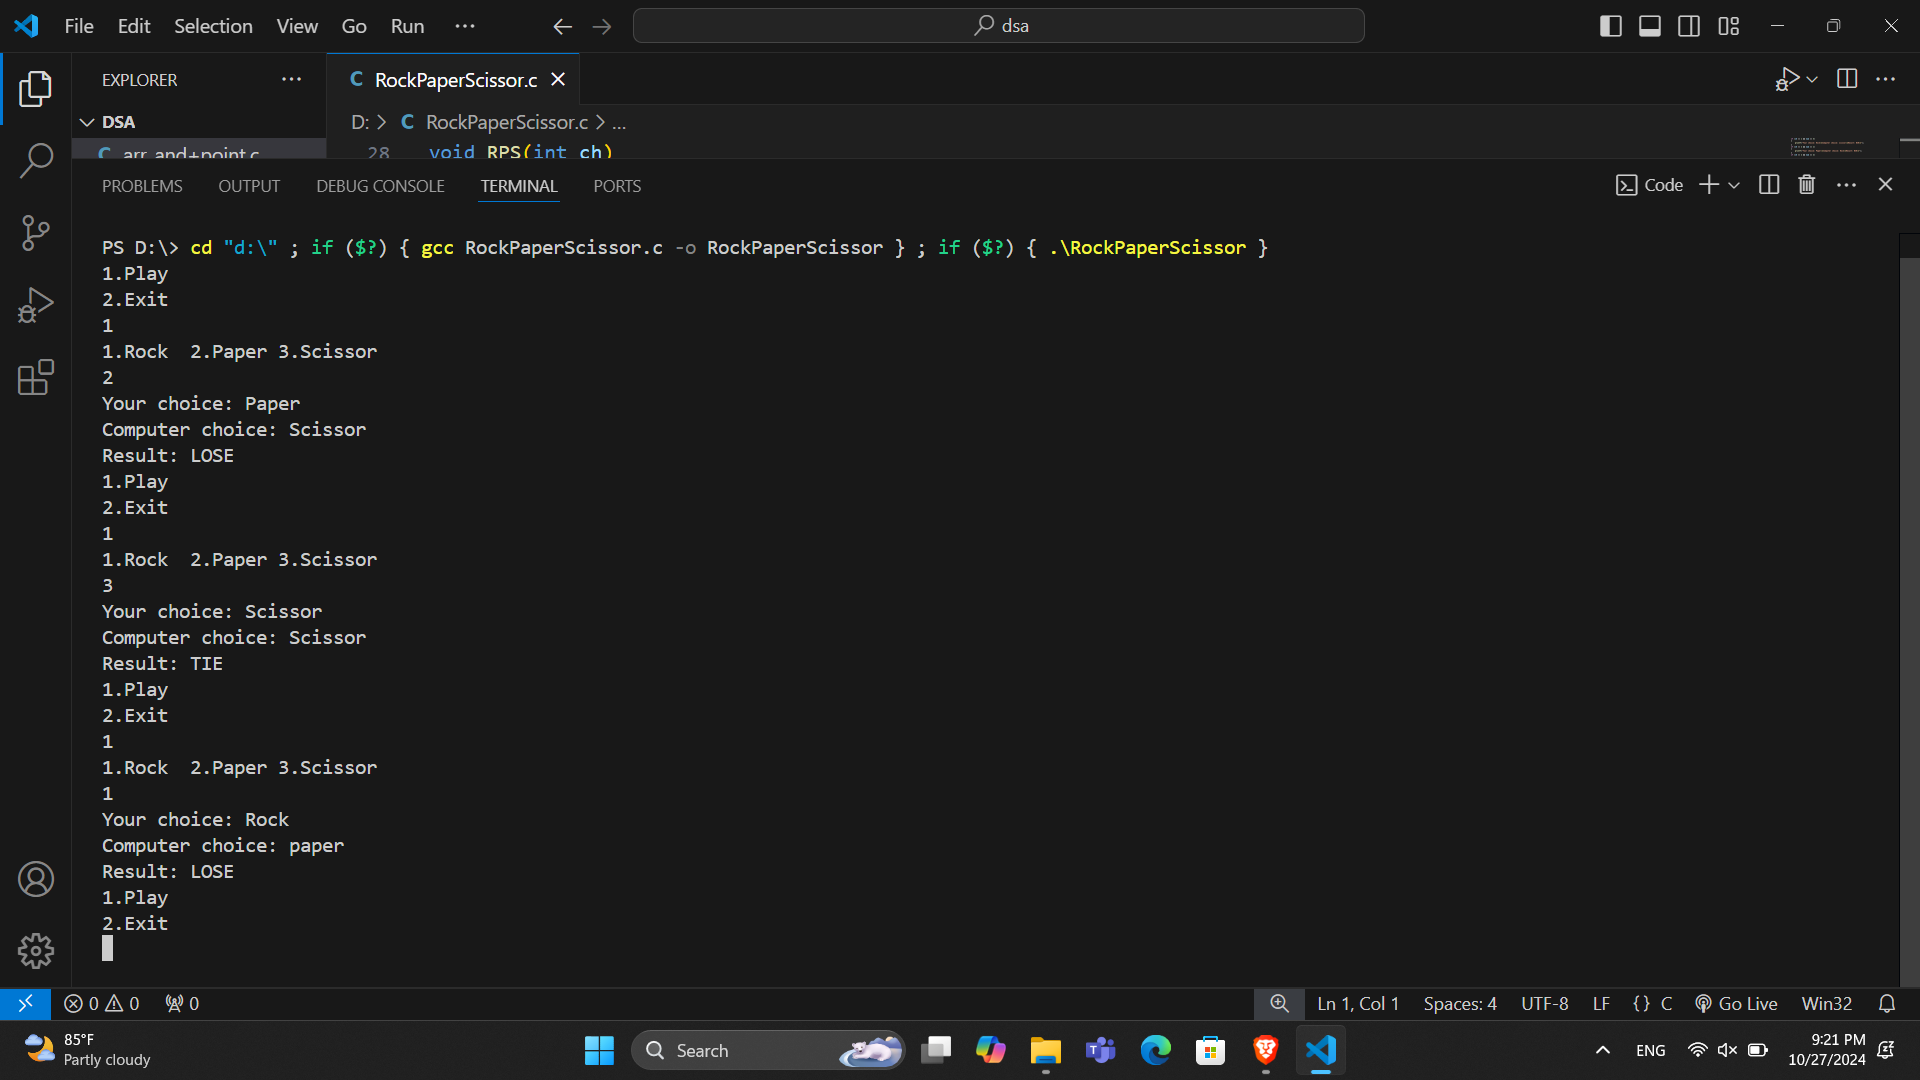 File Edit Selection View Go Run ... dsa
EXPLORER ... C RockPaperScissor.c
DSA D: > C RockPaperScissor.c > ...
C arr_and+point.c 28 void RPS(int ch)
PROBLEMS OUTPUT DEBUG CONSOLE TERMINAL PORTS Code
PS D:\> cd "d:\" ; if ($?) { gcc RockPaperScissor.c -o RockPaperScissor } ; if ($?) { .\RockPaperScissor }
1.Play
2.Exit
1
1.Rock  2.Paper 3.Scissor
2
Your choice: Paper
Computer choice: Scissor
Result: LOSE
1.Play
2.Exit
1
1.Rock  2.Paper 3.Scissor
3
Your choice: Scissor
Computer choice: Scissor
Result: TIE
1.Play
2.Exit
1
1.Rock  2.Paper 3.Scissor
1
Your choice: Rock
Computer choice: paper
Result: LOSE
1.Play
2.Exit
0 0 0 Ln 1, Col 1 Spaces: 4 UTF-8 LF {} C Go Live Win32
85°F
Partly cloudy
Search
ENG
9:21 PM
10/27/2024